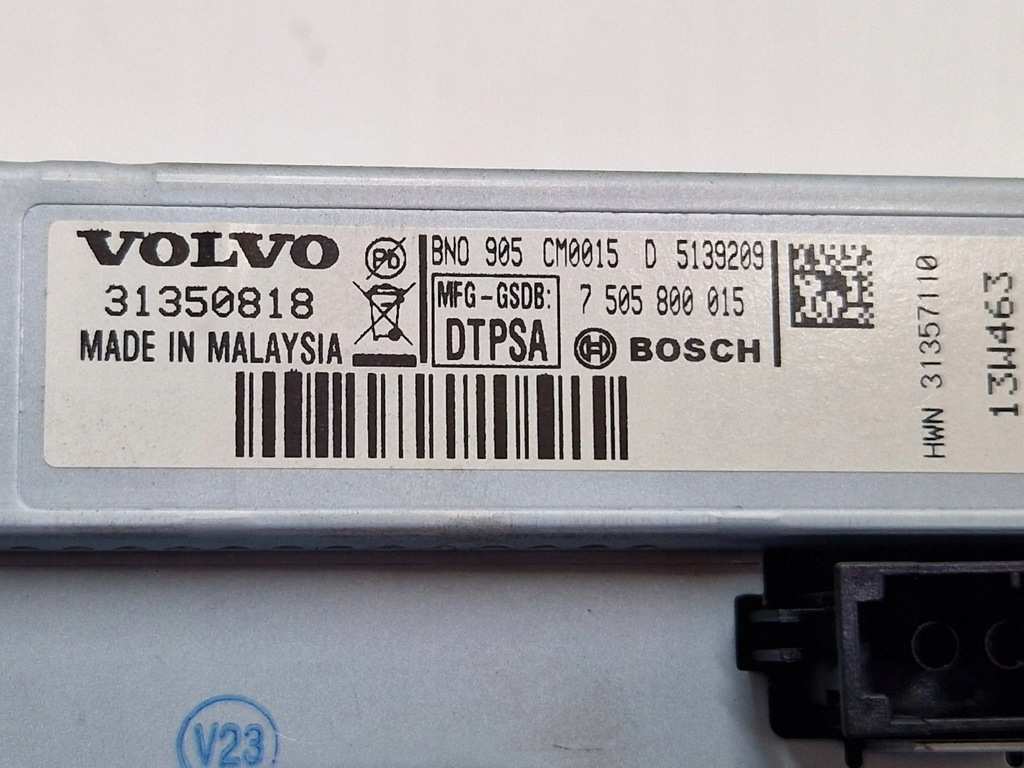 VOLVO
31350818
MADE IN MALAYSIA
Pb
BNO 905 CM0015 D 5139209
MFG-GSDB:
DTPSA
7 505 800 015
BOSCH
HWN 31357110
13W463
V23